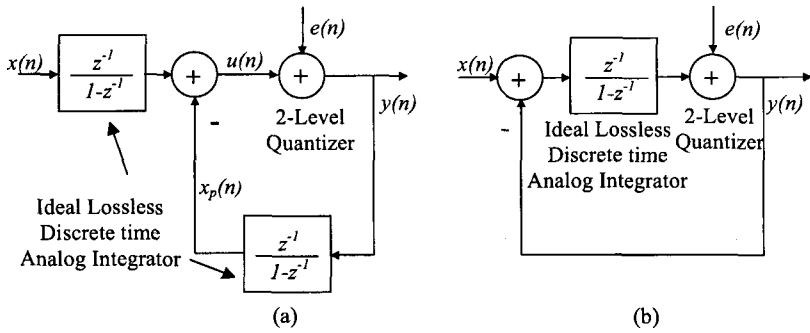 e(n)
x(n)
z⁻¹
1-z⁻¹
+
u(n)
+
y(n)
-
2-Level
Quantizer
xₚ(n)
Ideal Lossless
Discrete time
Analog Integrator
z⁻¹
1-z⁻¹
(a)
e(n)
x(n)
+
z⁻¹
1-z⁻¹
+
y(n)
-
Ideal Lossless
Discrete time
Analog Integrator
2-Level
Quantizer
(b)